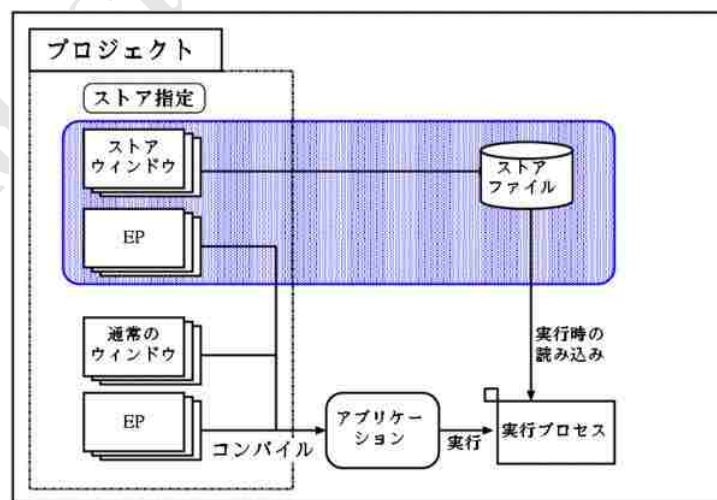 プロジェクト
ストア指定
ストア
ウィンドウ
ストア
ファイル
EP
通常の
ウィンドウ
実行時の
読み込み
EP
コンパイル
アプリケー
ション
実行
実行プロセス